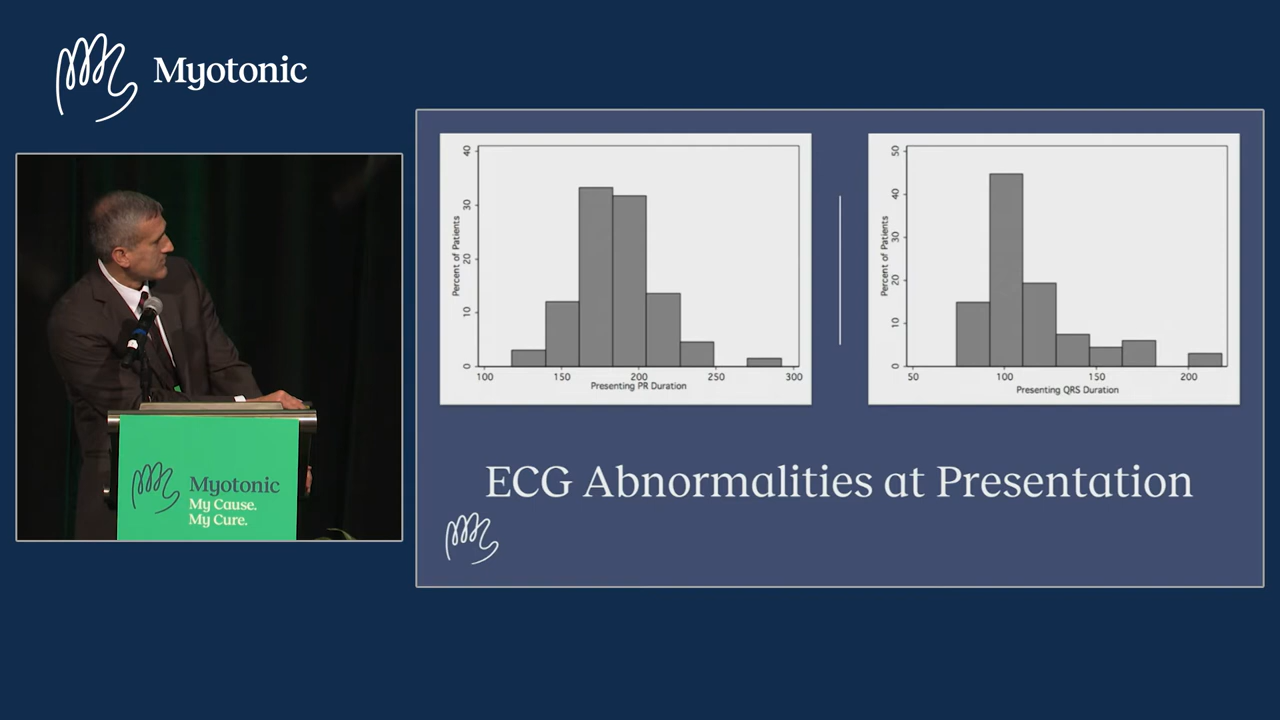 Myotonic
40
30
20
10
0
Percent of Patients
100 150 200 250 300
Presenting PR Duration
50
40
30
20
10
0
Percent of Patients
50 100 150 200
Presenting QRS Duration
ECG Abnormalities at Presentation
Myotonic
My Cause.
My Cure.